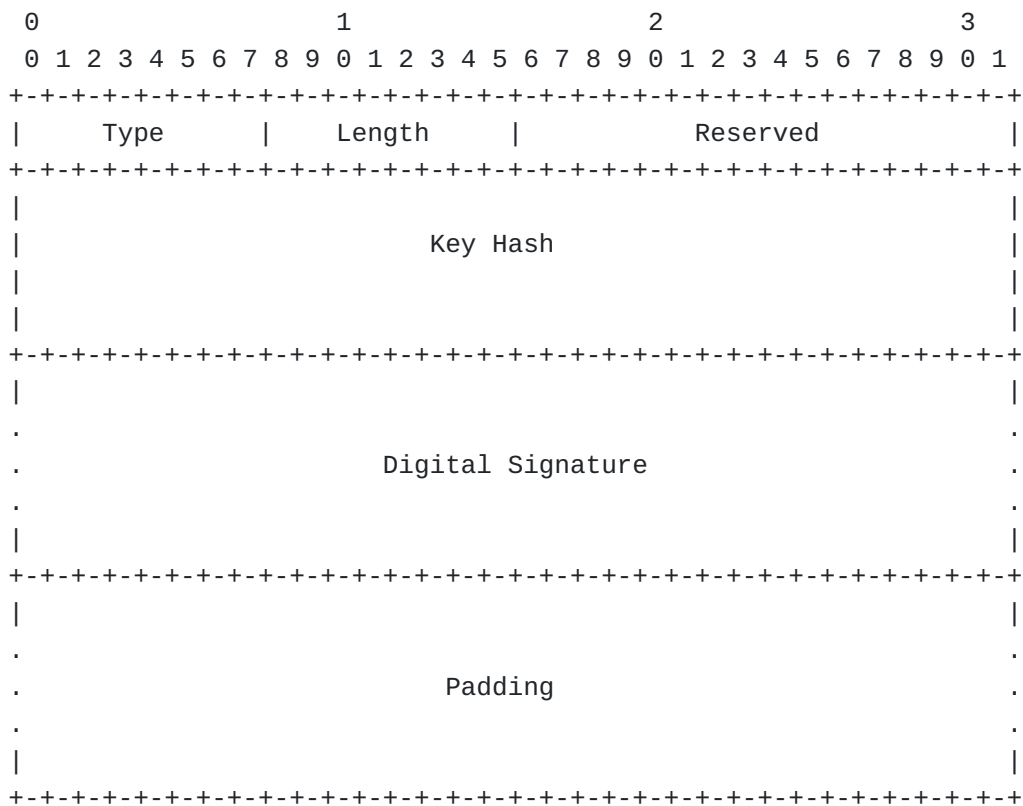 0                   1                   2                   3
 0 1 2 3 4 5 6 7 8 9 0 1 2 3 4 5 6 7 8 9 0 1 2 3 4 5 6 7 8 9 0 1
+-+-+-+-+-+-+-+-+-+-+-+-+-+-+-+-+-+-+-+-+-+-+-+-+-+-+-+-+-+-+-+-+
|     Type      |    Length     |           Reserved            |
+-+-+-+-+-+-+-+-+-+-+-+-+-+-+-+-+-+-+-+-+-+-+-+-+-+-+-+-+-+-+-+-+
|                                                               |
|                          Key Hash                             |
|                                                               |
|                                                               |
+-+-+-+-+-+-+-+-+-+-+-+-+-+-+-+-+-+-+-+-+-+-+-+-+-+-+-+-+-+-+-+-+
|                                                               |
.                                                               .
.                       Digital Signature                       .
.                                                               .
|                                                               |
+-+-+-+-+-+-+-+-+-+-+-+-+-+-+-+-+-+-+-+-+-+-+-+-+-+-+-+-+-+-+-+-+
|                                                               |
.                                                               .
.                           Padding                             .
.                                                               .
|                                                               |
+-+-+-+-+-+-+-+-+-+-+-+-+-+-+-+-+-+-+-+-+-+-+-+-+-+-+-+-+-+-+-+-+